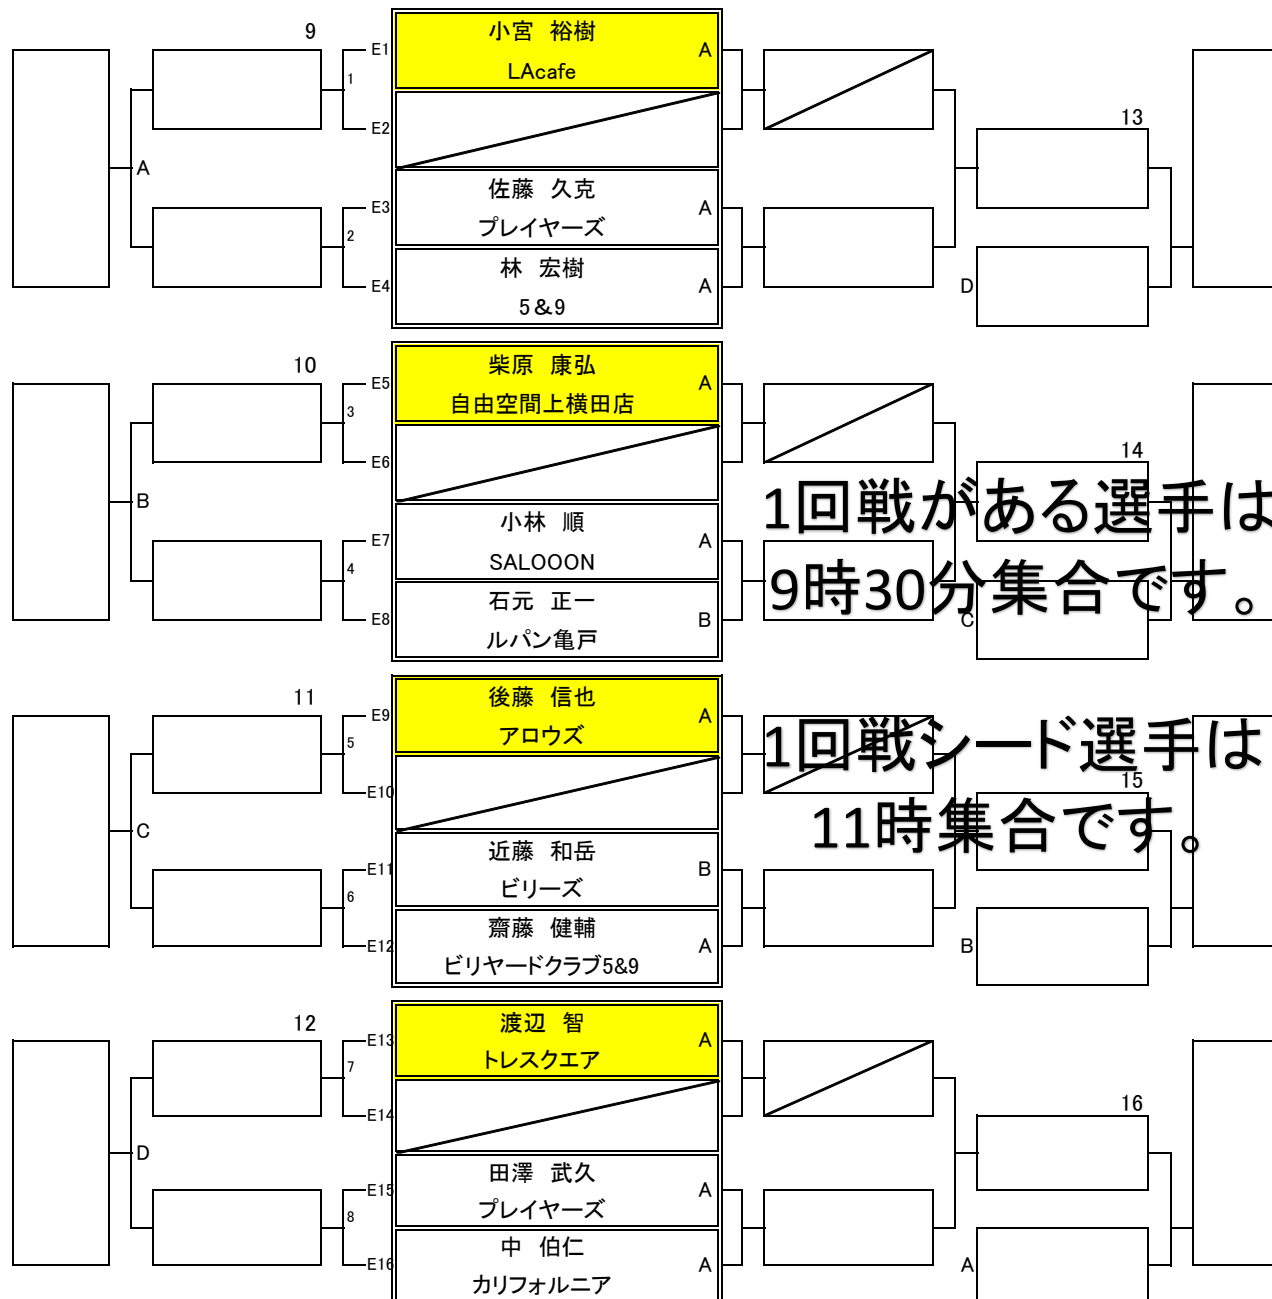 9
E1
小宮 裕樹
A
LAcafe
1
E2
13
A
E3
佐藤 久克
A
プレイヤーズ
2
E4
林 宏樹
A
5&9
D
10
E5
柴原 康弘
A
自由空間上横田店
3
E6
14
B
E7
小林 順
A
SALOOON
4
E8
石元 正一
B
ルパン亀戸
C
1回戦がある選手は
9時30分集合です。
11
E9
後藤 信也
A
アロウズ
5
E10
15
C
E11
近藤 和岳
B
ビリーズ
6
E12
齋藤 健輔
A
ビリヤードクラブ5&9
B
1回戦シード選手は
11時集合です。
12
E13
渡辺 智
A
トレスクエア
7
E14
16
D
E15
田澤 武久
A
プレイヤーズ
8
E16
中 伯仁
A
カリフォルニア
A